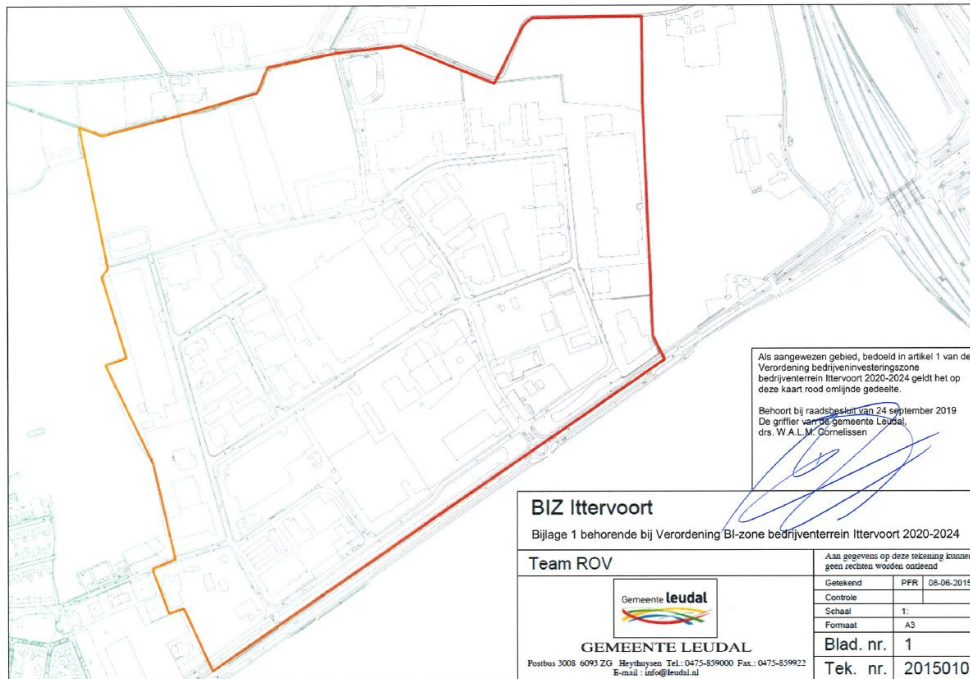 Als aangewezen gebied, bedoeld in artikel 1 van de
Verordening bedrijveninvesteringszone
bedrijventerrein Ittervoort 2020-2024 geldt het op
deze kaart rood omlijnde gedeelte.
Behoort bij raadsbesluit van 24 september 2019
De griffier van de gemeente Leudal,
drs. W.A.L.M. Cornelissen
BIZ Ittervoort
Bijlage 1 behorende bij Verordening BI-zone bedrijventerrein Ittervoort 2020-2024
Team ROV
Gemeente leudal
GEMEENTE LEUDAL
Postbus 3008 6093 ZG Heythuysen Tel.: 0475-859000 Fax.: 0475-859922
E-mail : info@leudal.nl
Aan gegevens op deze tekening kunnen
geen rechten worden ontleend
Getekend PFR 08-06-2015
Controle
Schaal 1:
Formaat A3
Blad. nr. 1
Tek. nr. 2015010